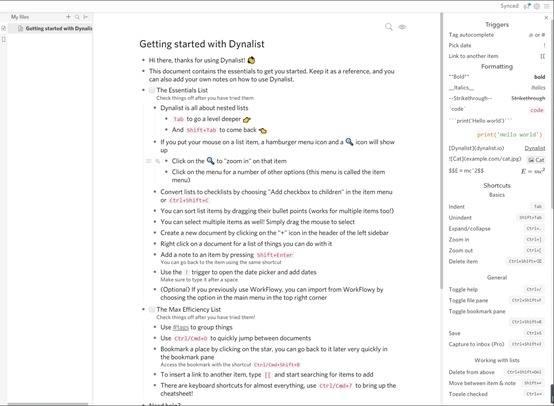 Synced
My files
Getting started with Dynalist
Getting started with Dynalist
Hi there, thanks for using Dynalist!
This document contains the essentials to get you started. Keep it as a reference, and you
can also add your own notes on how to use Dynalist.
The Essentials List
Check things off after you have tried them
Dynalist is all about nested lists
Tab to go a level deeper
And Shift+Tab to come back
If you put your mouse on a list item, a hamburger menu icon and a icon will show
up
Click on the to "zoom in" on that item
Click on the menu for a number of other options (this menu is called the item
menu)
Convert lists to checklists by choosing "Add checkbox to children" in the item menu
or Ctrl+Shift+C
You can sort list items by dragging their bullet points (works for multiple items too!)
You can select multiple items as well! Simply drag the mouse to select
Create a new document by clicking on the "+" icon in the header of the left sidebar
Right click on a document for a list of things you can do with it
Add a note to an item by pressing Shift+Enter
You can go back to the item using the same shortcut
Use the ! trigger to open the date picker and add dates
Make sure to type it after a space
(Optional) If you previously use WorkFlowy, you can import from WorkFlowy by
choosing the option in the main menu in the top right corner
The Max Efficiency List
Check things off after you have tried them!
Use #tags to group things
Use Ctrl/Cmd+O to quickly jump between documents
Bookmark a place by clicking on the star, you can go back to it later very quickly in
the bookmark pane
Access the bookmark with the shortcut Ctrl/Cmd+Shift+B
To insert a link to another item, type [[ and start searching for items to add
There are keyboard shortcuts for almost everything, use Ctrl/Cmd+? to bring up the
cheatsheet!
Triggers
Tag autocomplete @ or #
Pick date !
Link to another item [[
Formatting
**Bold** bold
__Italics__ Italics
~~Strikethrough~~ Strikethrough
`code` code
```print('Hello world')```
print('Hello world')
[Dynalist](dynalist.io) Dynalist
![Cat](example.com/cat.jpg) Cat
$$E = mc^2$$ E = mc²
Shortcuts
Basics
Indent Tab
Unindent Shift+Tab
Expand/collapse Ctrl+.
Zoom in Ctrl+]
Zoom out Ctrl+[
Delete item
General
Toggle help Ctrl+/
Toggle file pane
Toggle bookmark pane
Save Ctrl+S
Capture to inbox (Pro)
Working with lists
Delete from above
Move between item & note
Toggle checked